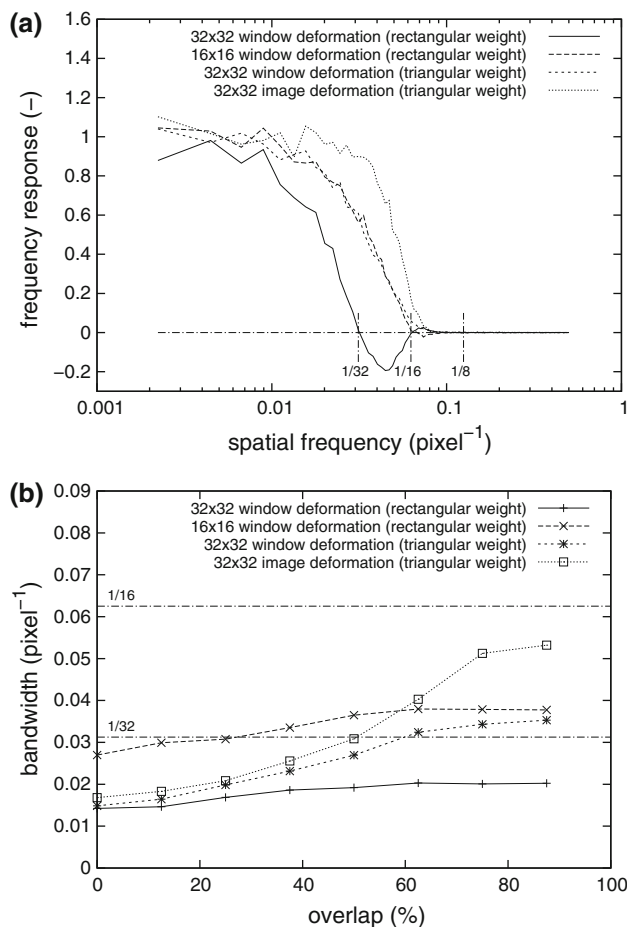 (a)
32x32 window deformation (rectangular weight)
16x16 window deformation (rectangular weight)
32x32 window deformation (triangular weight)
32x32 image deformation (triangular weight)
1.6
1.4
1.2
1
0.8
0.6
0.4
0.2
0
−0.2
frequency response (−)
1/32
1/16
1/8
0.001
0.01
0.1
1
spatial frequency (pixel−1)
(b)
32x32 window deformation (rectangular weight)
16x16 window deformation (rectangular weight)
32x32 window deformation (triangular weight)
32x32 image deformation (triangular weight)
0.09
0.08
0.07
0.06
0.05
0.04
0.03
0.02
0.01
0
bandwidth (pixel−1)
1/16
1/32
0
20
40
60
80
100
overlap (%)